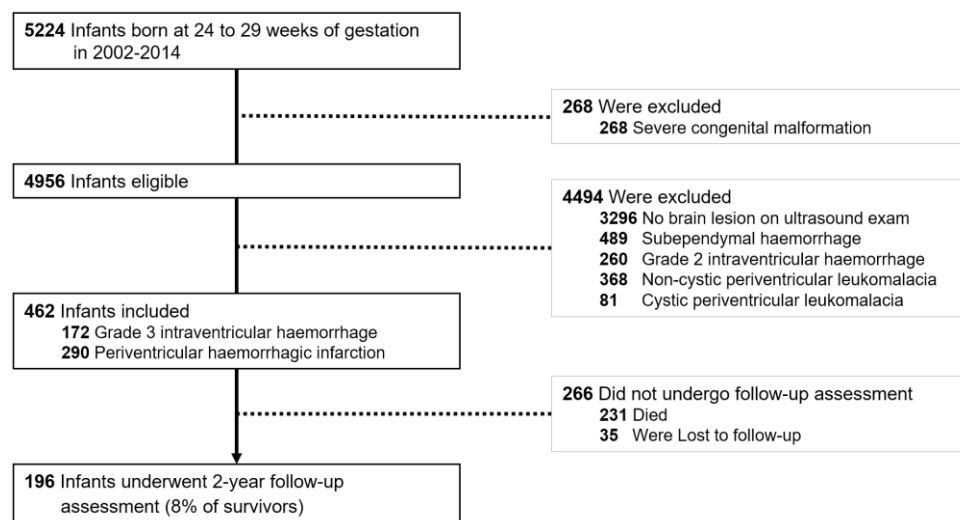 5224 Infants born at 24 to 29 weeks of gestation
in 2002-2014
268 Were excluded
268 Severe congenital malformation
4956 Infants eligible
4494 Were excluded
3296 No brain lesion on ultrasound exam
489 Subependymal haemorrhage
260 Grade 2 intraventricular haemorrhage
368 Non-cystic periventricular leukomalacia
81 Cystic periventricular leukomalacia
462 Infants included
172 Grade 3 intraventricular haemorrhage
290 Periventricular haemorrhagic infarction
266 Did not undergo follow-up assessment
231 Died
35 Were Lost to follow-up
196 Infants underwent 2-year follow-up
assessment (8% of survivors)